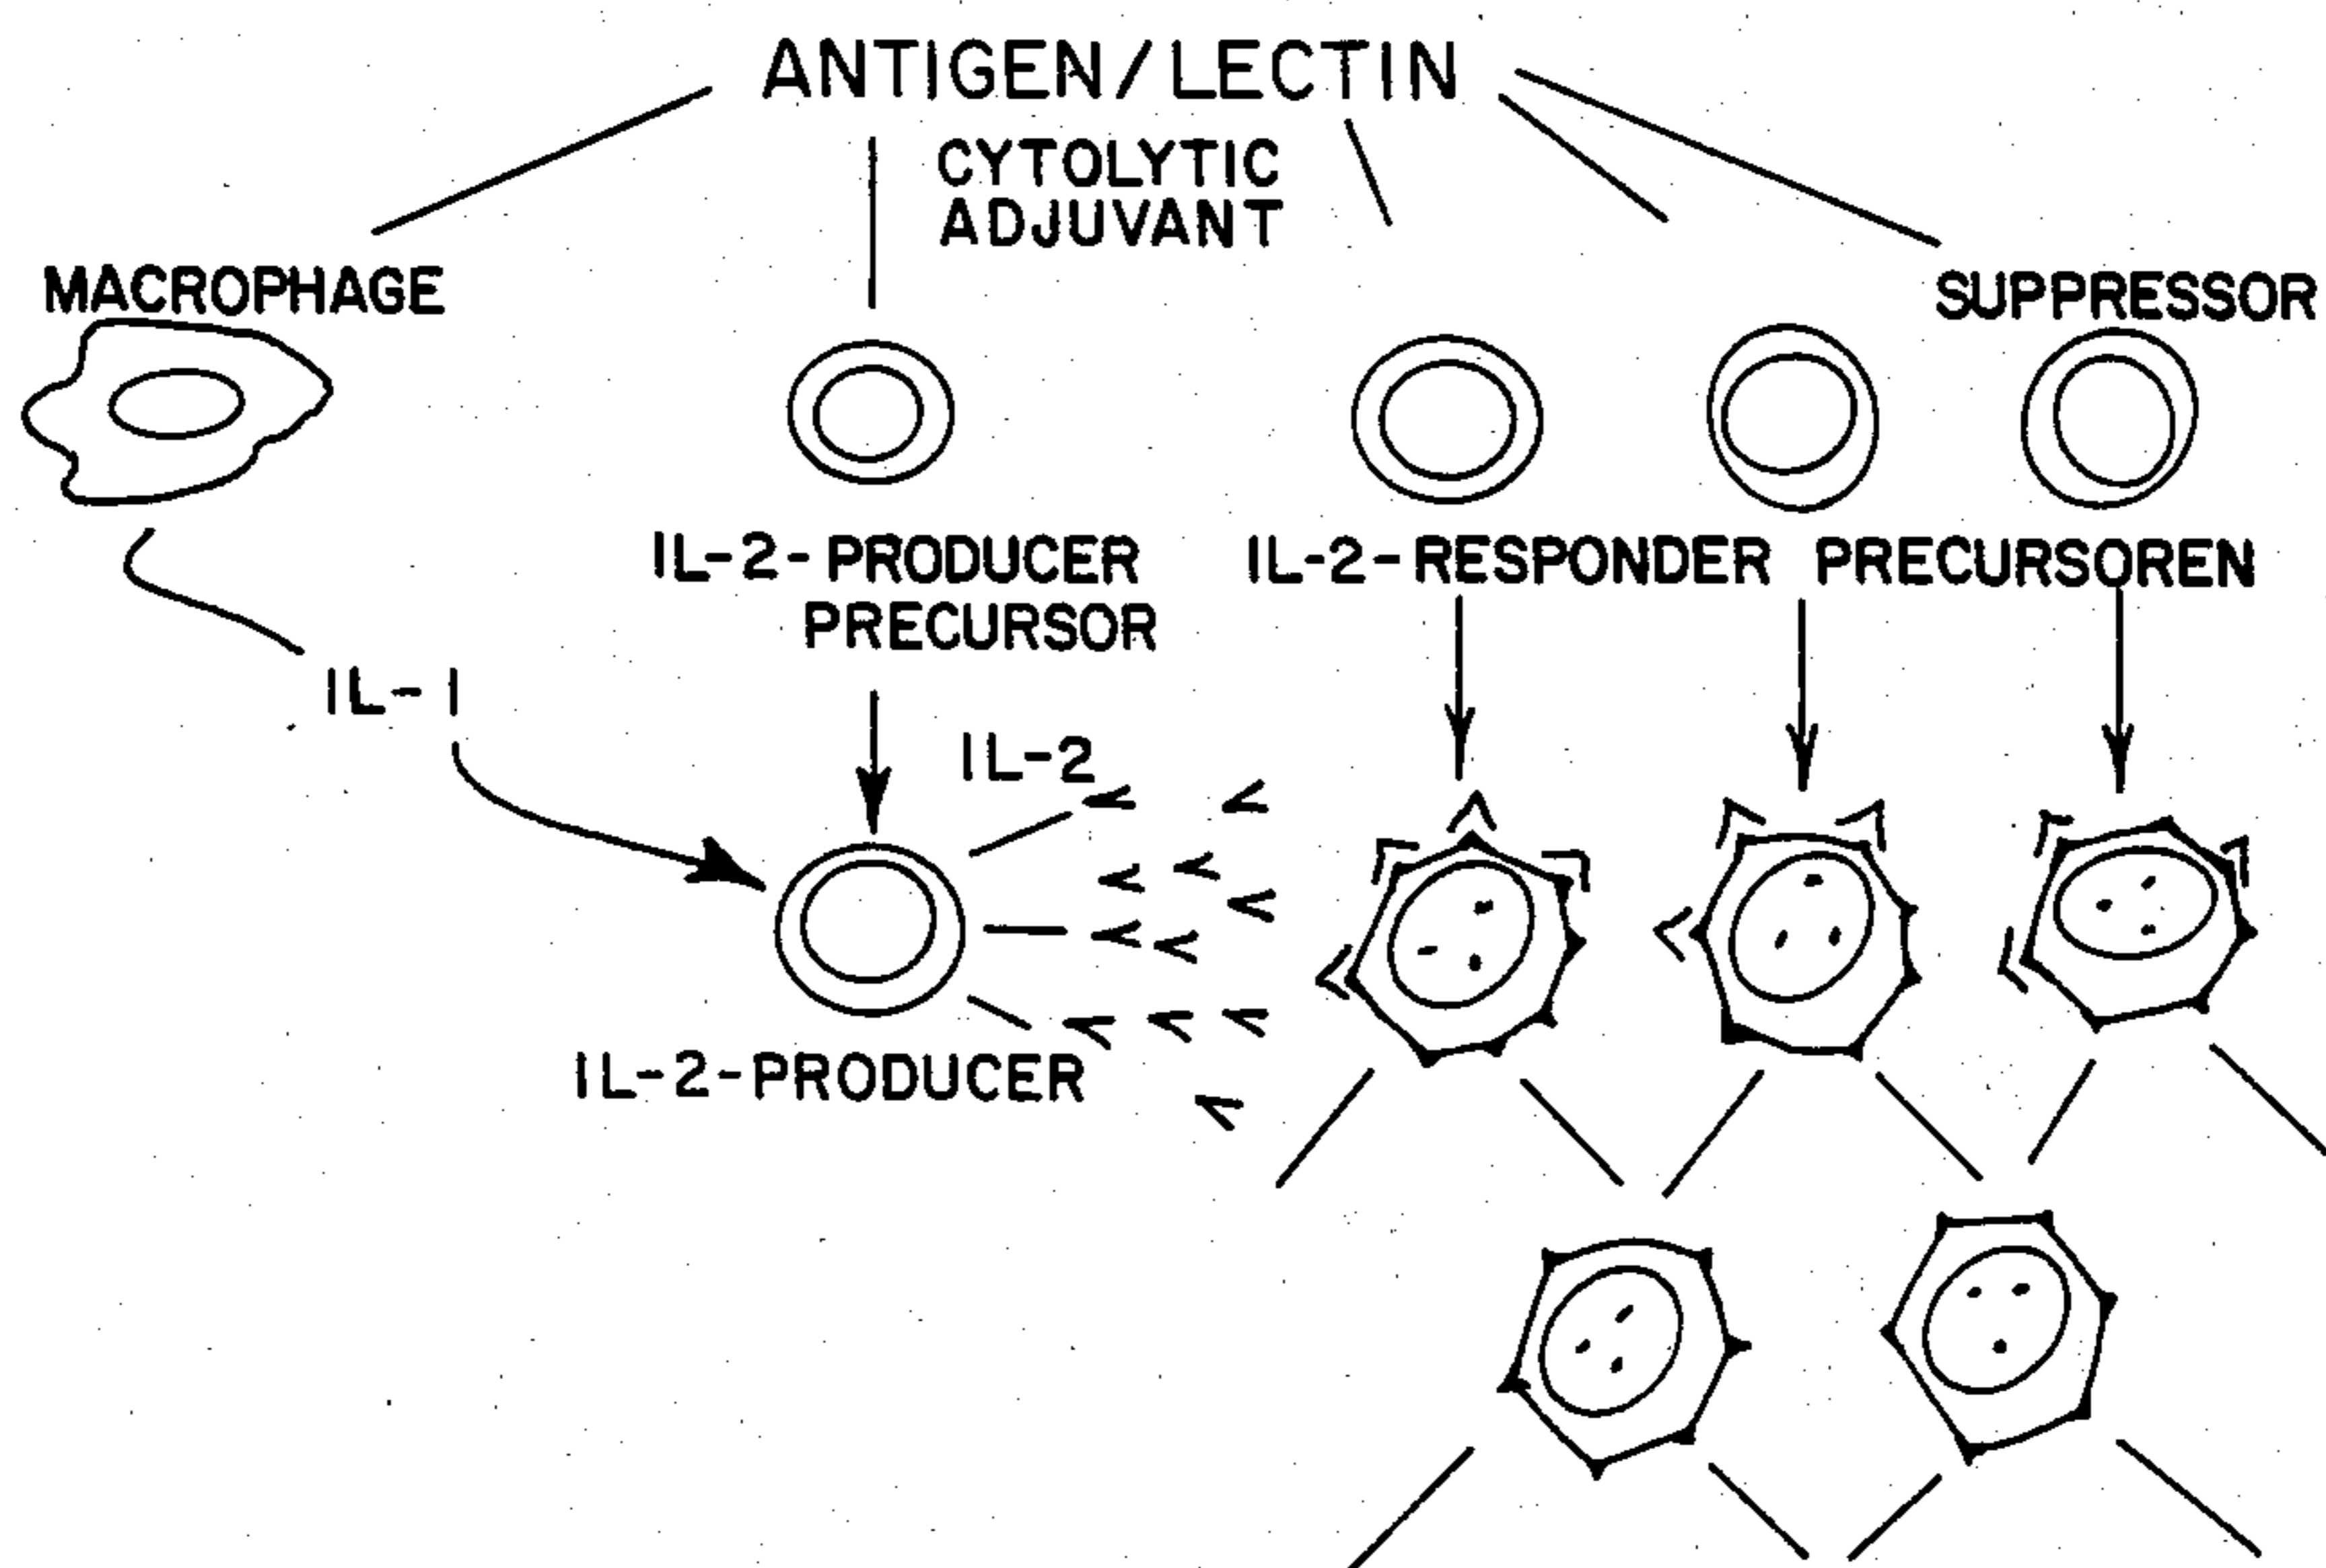 ANTIGEN/LECTIN
CYTOLYTIC
ADJUVANT
MACROPHAGE
SUPPRESSOR
IL-2-PRODUCER
PRECURSOR
IL-2-RESPONDER PRECURSOREN
IL-1
IL-2
IL-2-PRODUCER